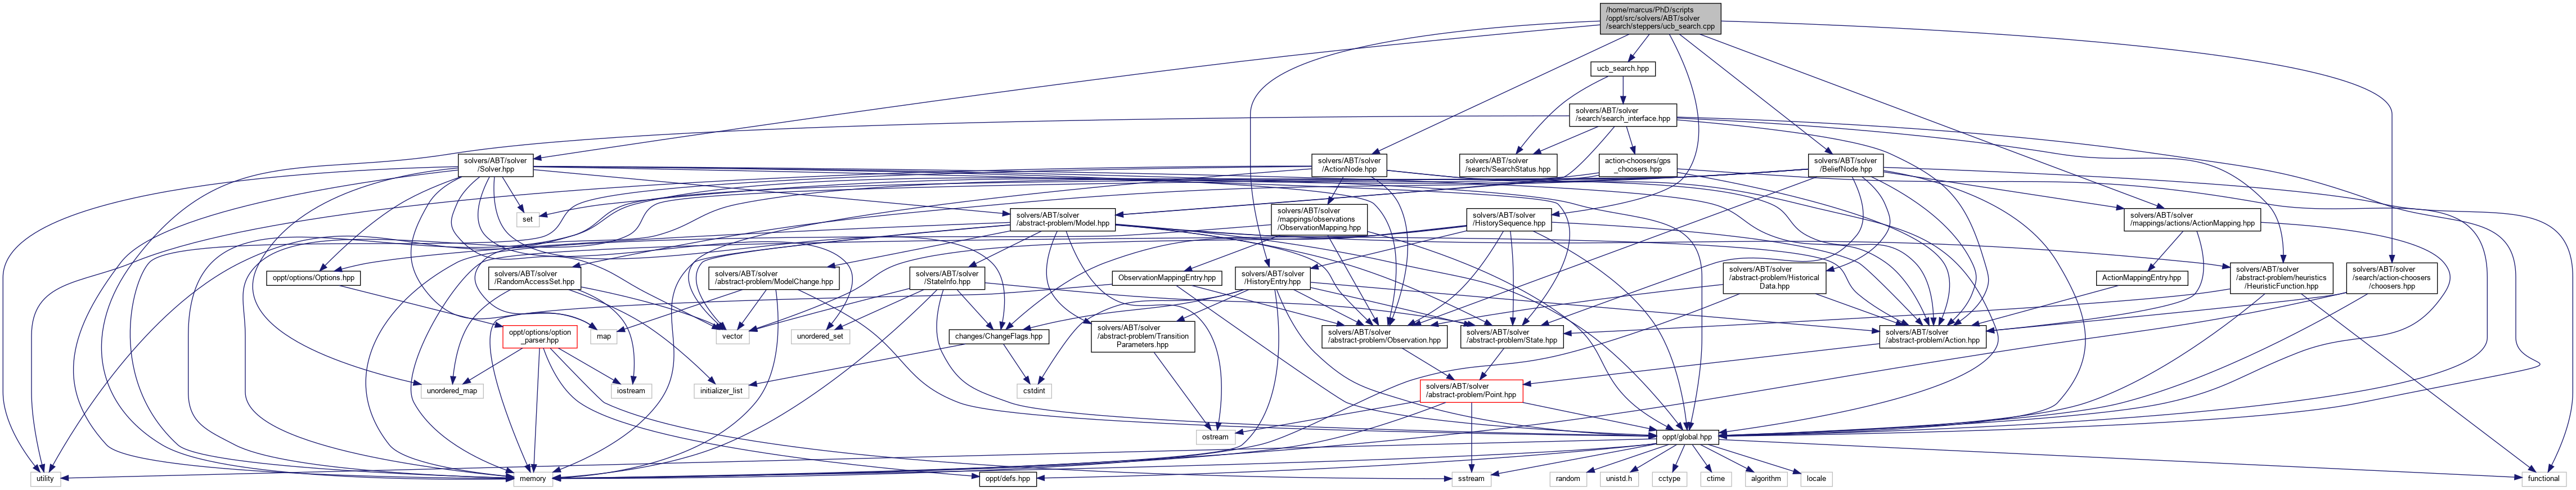 /home/marcus/PhD/scripts
/oppt/src/solvers/ABT/solver
/search/steppers/ucb_search.cpp
ucb_search.hpp
solvers/ABT/solver
/search/search_interface.hpp
solvers/ABT/solver
/Solver.hpp
solvers/ABT/solver
/ActionNode.hpp
solvers/ABT/solver
/search/SearchStatus.hpp
action-choosers/gps
_choosers.hpp
solvers/ABT/solver
/BeliefNode.hpp
set
solvers/ABT/solver
/abstract-problem/Model.hpp
solvers/ABT/solver
/mappings/observations
/ObservationMapping.hpp
solvers/ABT/solver
/HistorySequence.hpp
solvers/ABT/solver
/mappings/actions/ActionMapping.hpp
oppt/options/Options.hpp
solvers/ABT/solver
/RandomAccessSet.hpp
solvers/ABT/solver
/abstract-problem/ModelChange.hpp
solvers/ABT/solver
/StateInfo.hpp
ObservationMappingEntry.hpp
solvers/ABT/solver
/HistoryEntry.hpp
solvers/ABT/solver
/abstract-problem/Historical
Data.hpp
ActionMappingEntry.hpp
solvers/ABT/solver
/abstract-problem/heuristics
/HeuristicFunction.hpp
solvers/ABT/solver
/search/action-choosers
/choosers.hpp
oppt/options/option
_parser.hpp
map
vector
unordered_set
changes/ChangeFlags.hpp
solvers/ABT/solver
/abstract-problem/Transition
Parameters.hpp
solvers/ABT/solver
/abstract-problem/Observation.hpp
solvers/ABT/solver
/abstract-problem/State.hpp
solvers/ABT/solver
/abstract-problem/Action.hpp
unordered_map
iostream
initializer_list
cstdint
solvers/ABT/solver
/abstract-problem/Point.hpp
ostream
oppt/global.hpp
utility
memory
oppt/defs.hpp
sstream
random
unistd.h
cctype
ctime
algorithm
locale
functional